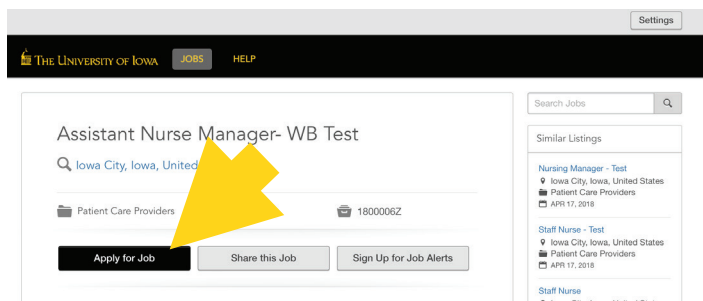 Settings
THE UNIVERSITY OF IOWA JOBS HELP
Assistant Nurse Manager- WB Test
Iowa City, Iowa, United
Patient Care Providers 1800006Z
Apply for Job Share this Job Sign Up for Job Alerts
Search Jobs
Similar Listings
Nursing Manager - Test
Iowa City, Iowa, United States
Patient Care Providers
APR 17, 2018
Staff Nurse - Test
Iowa City, Iowa, United States
Patient Care Providers
APR 17, 2018
Staff Nurse